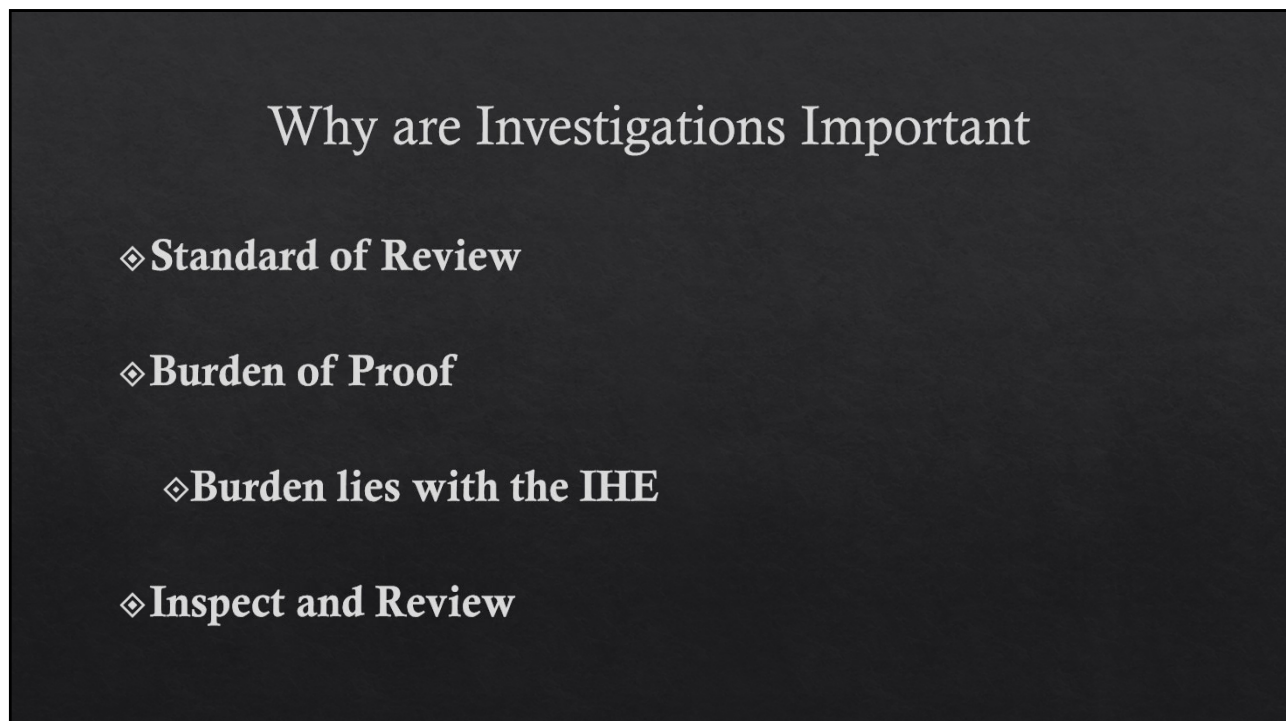 Why are Investigations Important
Standard of Review
Burden of Proof
Burden lies with the IHE
Inspect and Review